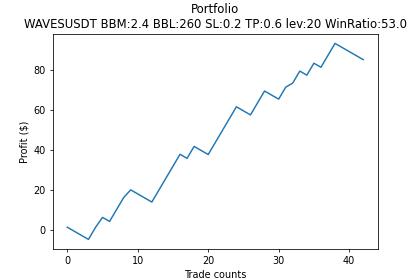 Portfolio
WAVESUSDT BBM:2.4 BBL:260 SL:0.2 TP:0.6 lev:20 WinRatio:53.0
Profit ($)
80
60
40
20
0
0 10 20 30 40
Trade counts